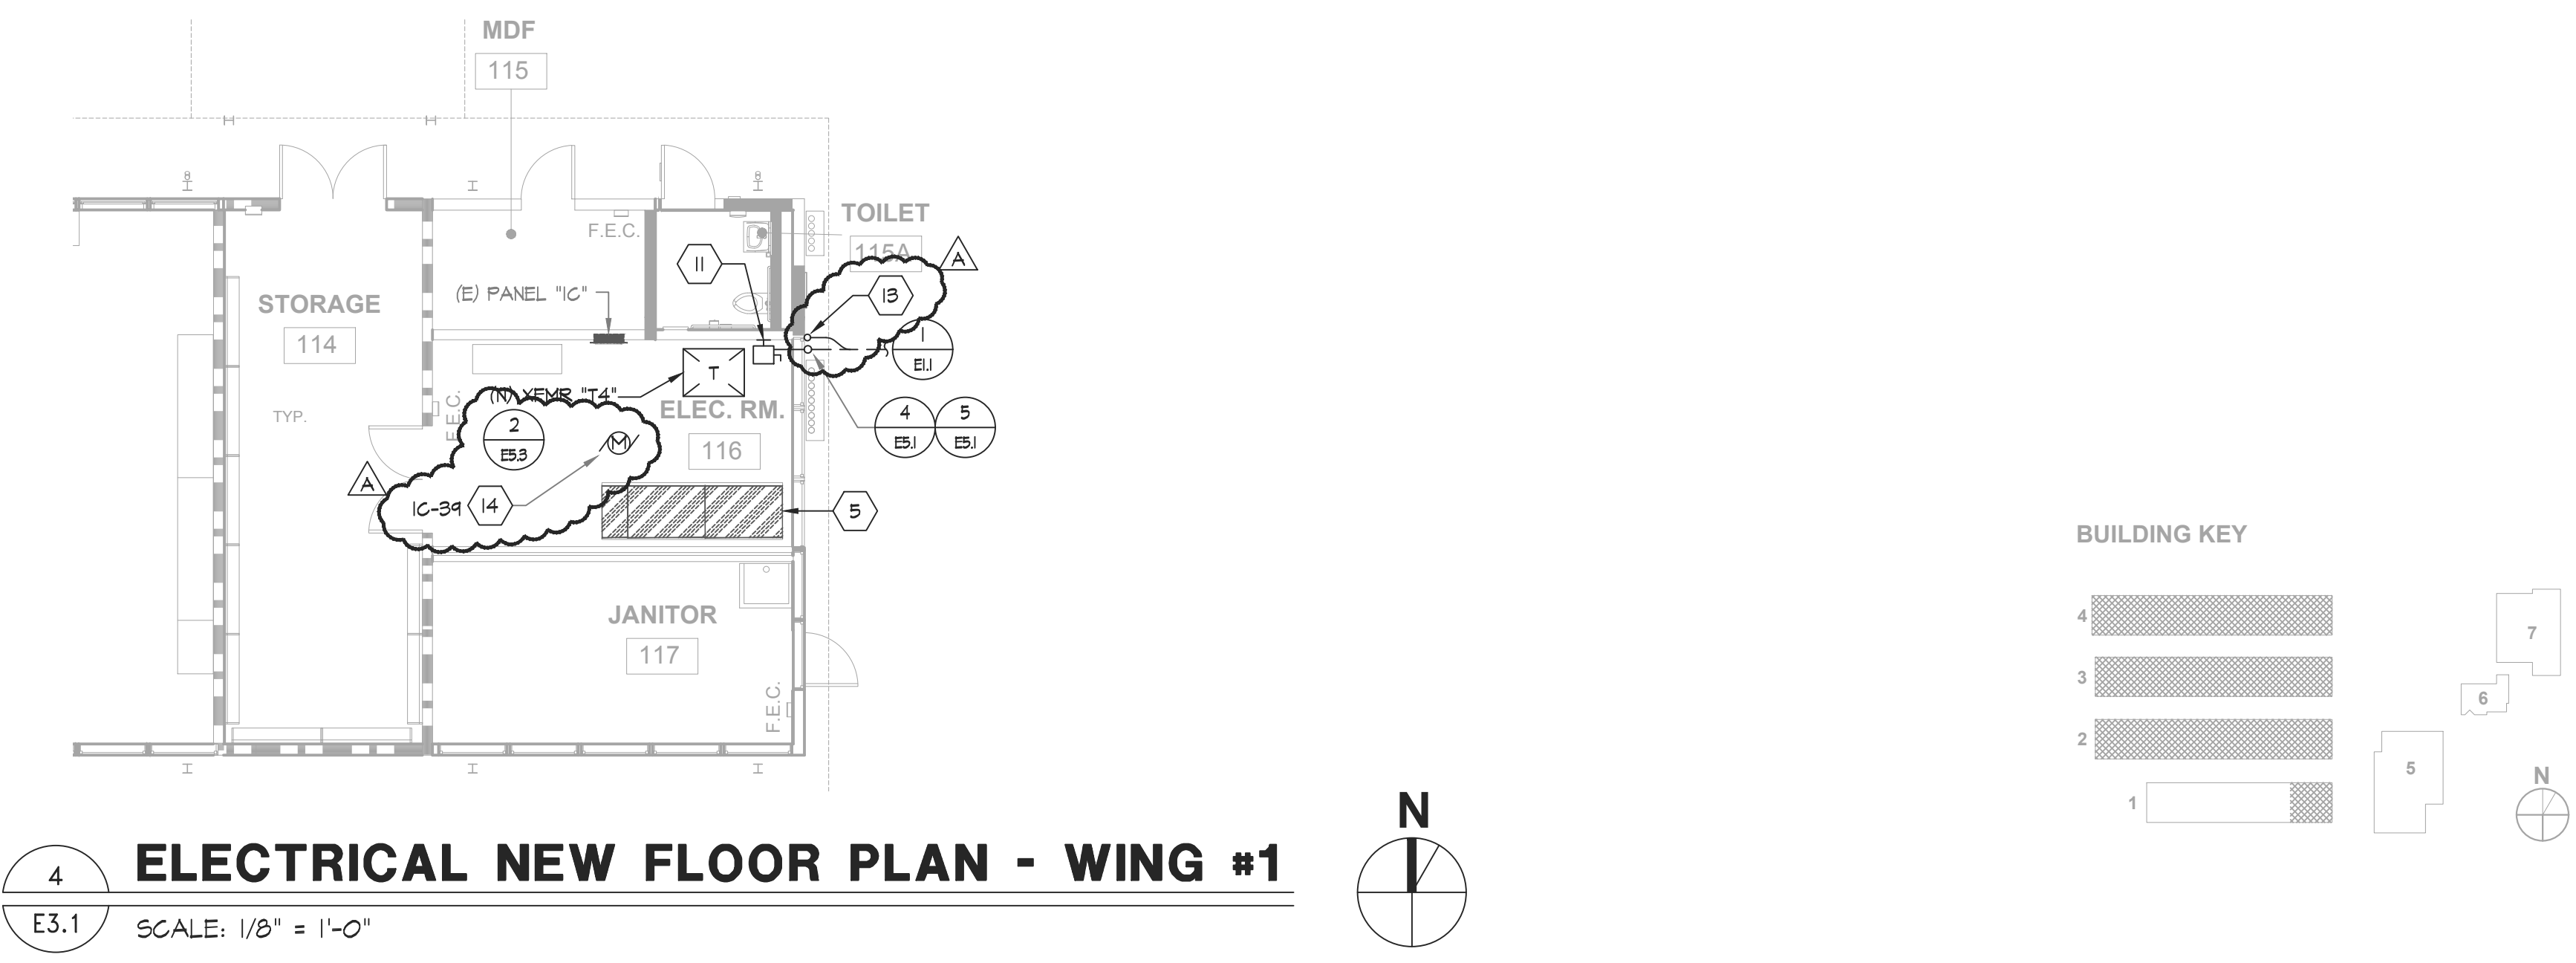 MDF
115
TOILET
115A
A
F.E.C.
11
13
(E) PANEL "1C"
STORAGE
114
1
E1.1
T
(N) XFMR "T4"
ELEC. RM.
116
TYP.
F.E.C.
2
E5.3
M
4
E5.1
5
E5.1
A
1C-39
14
5
JANITOR
117
F.E.C.
BUILDING KEY
4
3
2
1
7
6
5
N
N
4
E3.1
ELECTRICAL NEW FLOOR PLAN - WING #1
SCALE: 1/8" = 1'-0"